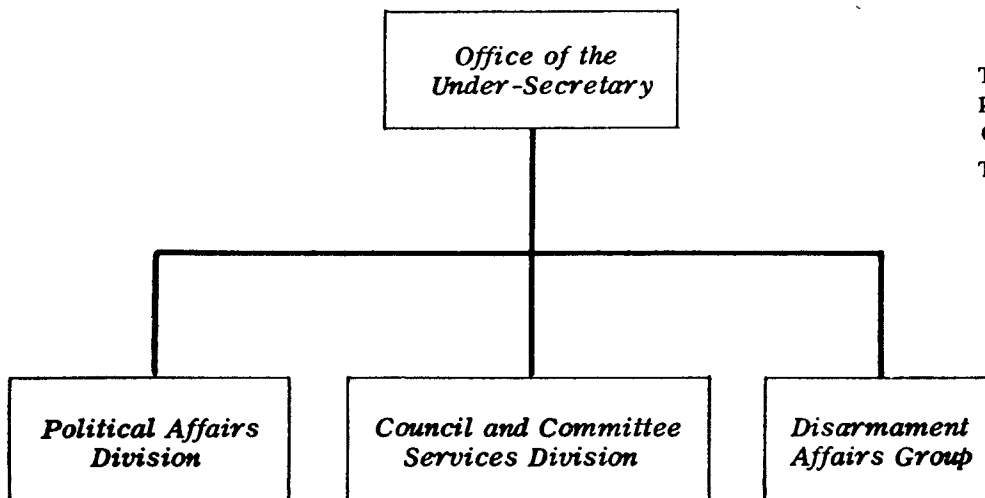 Office of the
Under-Secretary
Political Affairs
Division
Council and Committee
Services Division
Disarmament
Affairs Group